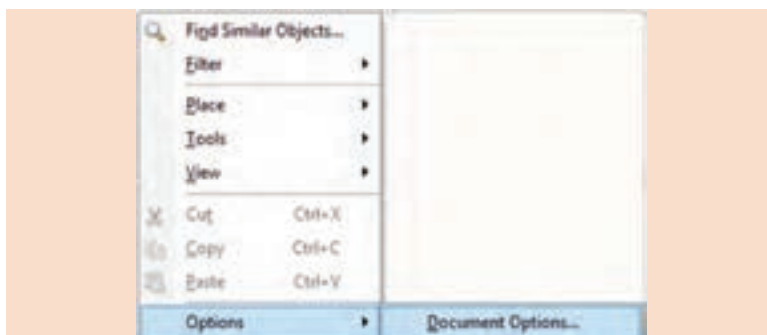 Find Similar Objects...
Filter
Place
Tools
View
Cut Ctrl+X
Copy Ctrl+C
Paste Ctrl+V
Options Document Options...